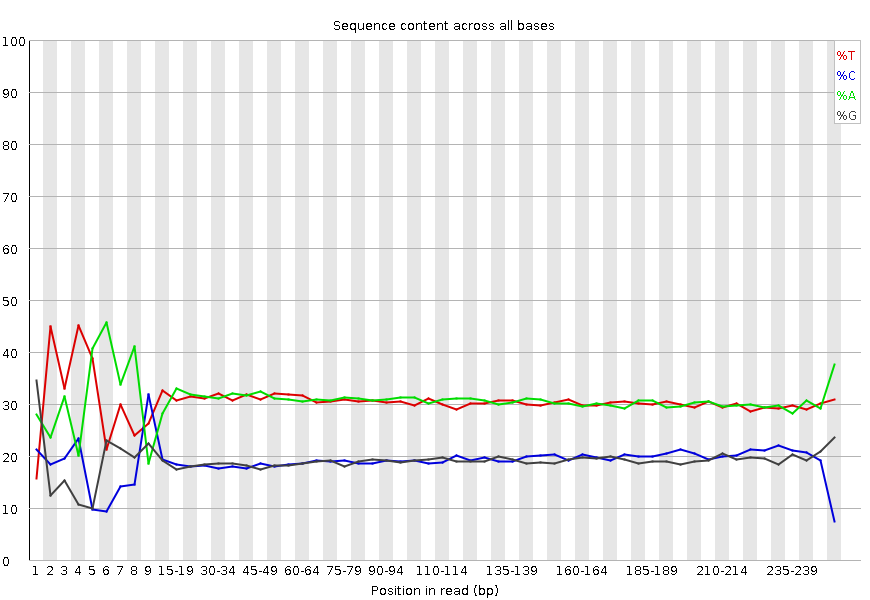 Sequence content across all bases
100
90
80
70
60
50
40
30
20
10
0
%T
%C
%A
%G
1 2 3 4 5 6 7 8 9 15-19 30-34 45-49 60-64 75-79 90-94 110-114 135-139 160-164 185-189 210-214 235-239
Position in read (bp)